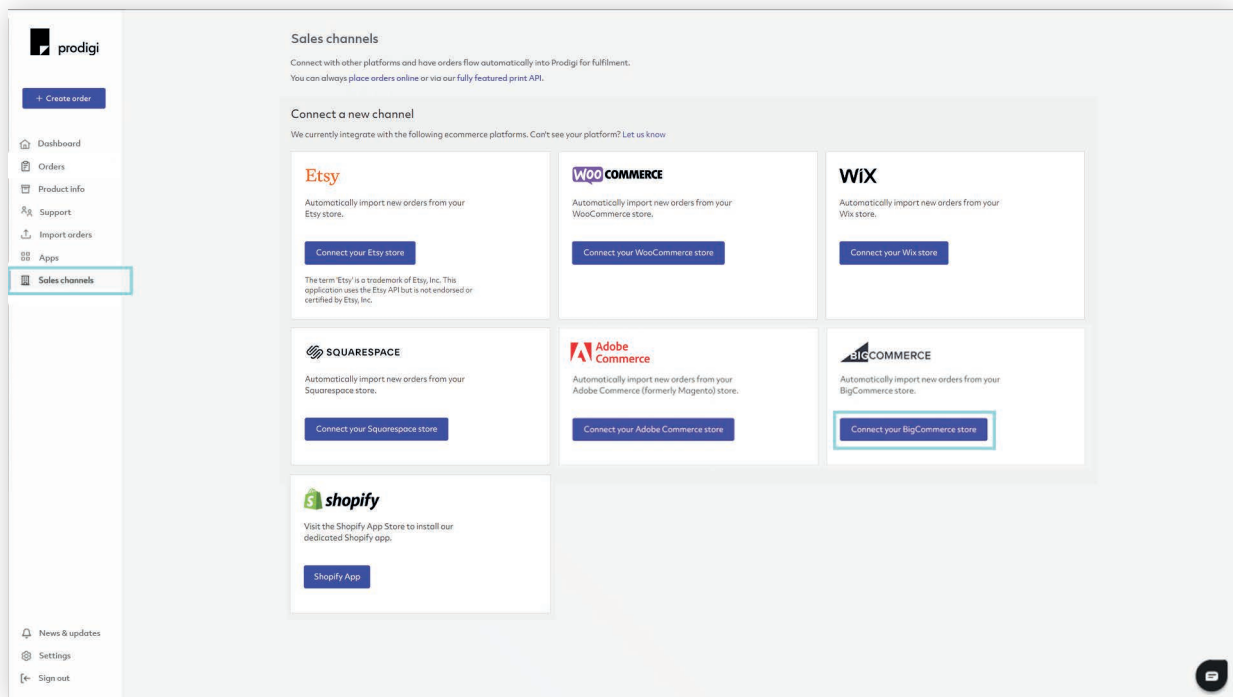 prodigi
+ Create order
Dashboard
Orders
Product info
Support
Import orders
Apps
Sales channels
News & updates
Settings
Sign out
Sales channels
Connect with other platforms and have orders flow automatically into Prodigi for fulfilment.
You can always place orders online or via our fully featured print API.
Connect a new channel
We currently integrate with the following ecommerce platforms. Can't see your platform? Let us know
Etsy
Automatically import new orders from your
Etsy store.
Connect your Etsy store
The term 'Etsy' is a trademark of Etsy, Inc. This
application uses the Etsy API but is not endorsed or
certified by Etsy, Inc.
WOO COMMERCE
Automatically import new orders from your
WooCommerce store.
Connect your WooCommerce store
WiX
Automatically import new orders from your
Wix store.
Connect your Wix store
SQUARESPACE
Automatically import new orders from your
Squarespace store.
Connect your Squarespace store
Adobe
Commerce
Automatically import new orders from your
Adobe Commerce (formerly Magento) store.
Connect your Adobe Commerce store
BIGCOMMERCE
Automatically import new orders from your
BigCommerce store.
Connect your BigCommerce store
shopify
Visit the Shopify App Store to install our
dedicated Shopify app.
Shopify App